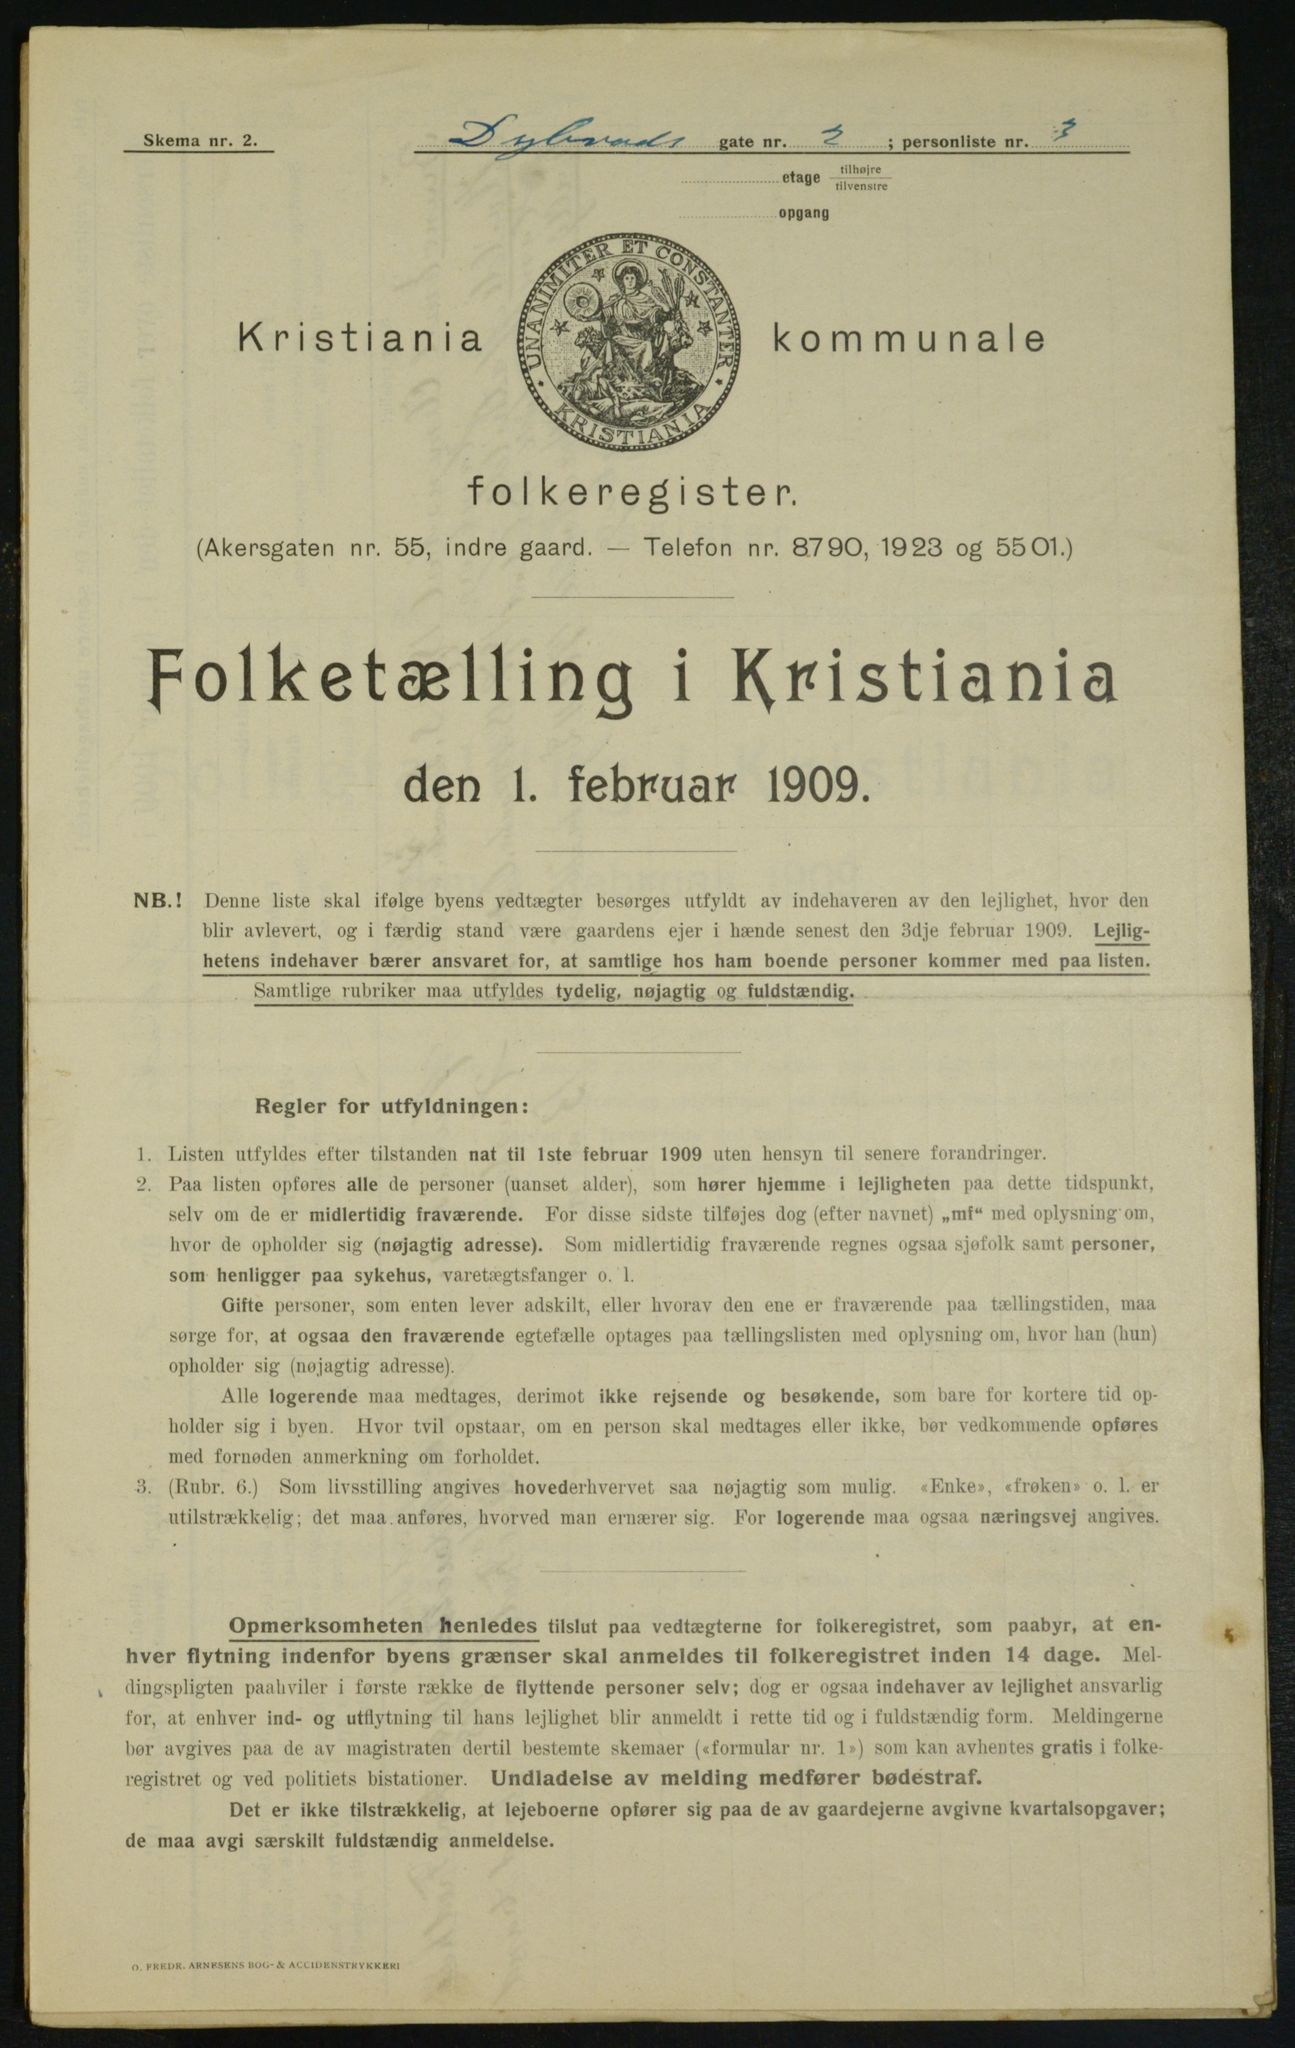 Skema nr. 2.
Dybvads gate nr. 2 ; personliste nr. 3
etage tilhøjre
tilvenstre
opgang
UNANIMITER ET CONSTANTER
KRISTIANIA
Kristiania kommunale
folkeregister.
(Akersgaten nr. 55, indre gaard. — Telefon nr. 8790, 1923 og 5501.)
Folketælling i Kristiania
den 1. februar 1909.
NB.! Denne liste skal ifølge byens vedtægter besørges utfyldt av indehaveren av den lejlighet, hvor den
blir avlevert, og i færdig stand være gaardens ejer i hænde senest den 3dje februar 1909. Lejlig-
hetens indehaver bærer ansvaret for, at samtlige hos ham boende personer kommer med paa listen.
Samtlige rubriker maa utfyldes tydelig, nøjagtig og fuldstændig.
Regler for utfyldningen:
1. Listen utfyldes efter tilstanden nat til 1ste februar 1909 uten hensyn til senere forandringer.
2. Paa listen opføres alle de personer (uanset alder), som hører hjemme i lejligheten paa dette tidspunkt,
selv om de er midlertidig fraværende. For disse sidste tilføjes dog (efter navnet) „mf“ med oplysning om,
hvor de opholder sig (nøjagtig adresse). Som midlertidig fraværende regnes ogsaa sjøfolk samt personer,
som henligger paa sykehus, varetægtsfanger o. l.
Gifte personer, som enten lever adskilt, eller hvorav den ene er fraværende paa tællingstiden, maa
sørge for, at ogsaa den fraværende egtefælle optages paa tællingslisten med oplysning om, hvor han (hun)
opholder sig (nøjagtig adresse).
Alle logerende maa medtages, derimot ikke rejsende og besøkende, som bare for kortere tid op-
holder sig i byen. Hvor tvil opstaar, om en person skal medtages eller ikke, bør vedkommende opføres
med fornøden anmerkning om forholdet.
3. (Rubr. 6.) Som livsstilling angives hovederhvervet saa nøjagtig som mulig. «Enke», «frøken» o. l. er
utilstrækkelig; det maa anføres, hvorved man ernærer sig. For logerende maa ogsaa næringsvej angives.
Opmerksomheten henledes tilslut paa vedtægterne for folkeregistret, som paabyr, at en-
hver flytning indenfor byens grænser skal anmeldes til folkeregistret inden 14 dage. Mel-
dingspligten paahviler i første række de flyttende personer selv; dog er ogsaa indehaver av lejlighet ansvarlig
for, at enhver ind- og utflytning til hans lejlighet blir anmeldt i rette tid og i fuldstændig form. Meldingerne
bør avgives paa de av magistraten dertil bestemte skemaer («formular nr. 1») som kan avhentes gratis i folke-
registret og ved politiets bistationer. Undladelse av melding medfører bødestraf.
Det er ikke tilstrækkelig, at lejeboerne opfører sig paa de av gaardejerne avgivne kvartalsopgaver;
de maa avgi særskilt fuldstændig anmeldelse.
O. FREDR. ARNESENS BOG- & ACCIDENSTRYKKERI